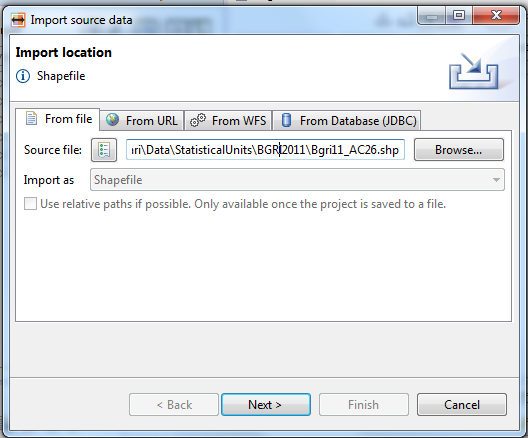 Import source data
Import location
Shapefile
From file From URL From WFS From Database (JDBC)
Source file: ıri\Data\StatisticalUnits\BGRI2011\Bgri11_AC26.shp Browse...
Import as Shapefile
Use relative paths if possible. Only available once the project is saved to a file.
< Back Next > Finish Cancel